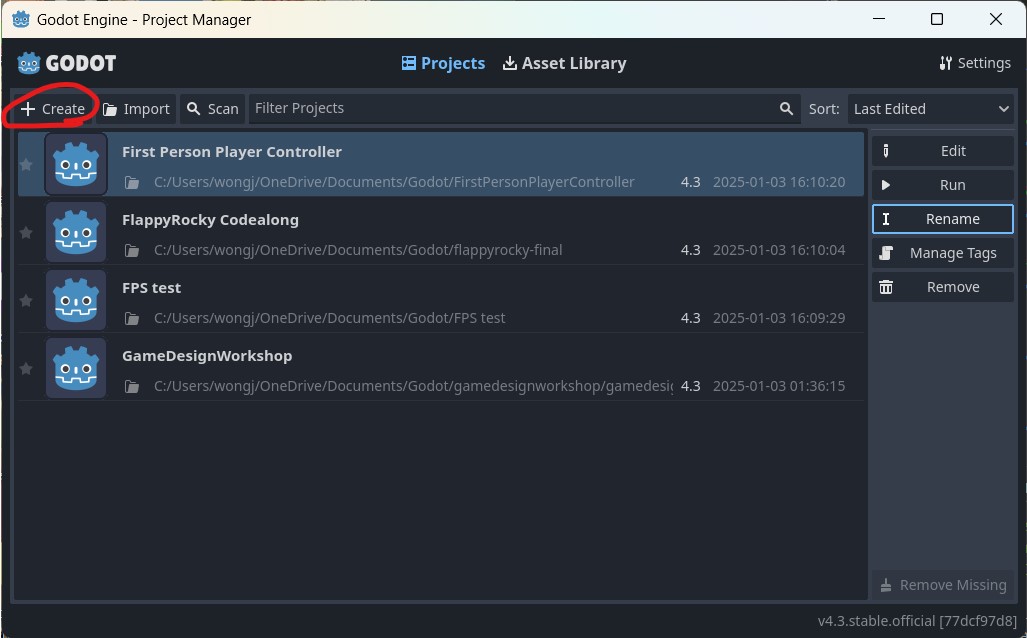 Godot Engine - Project Manager
GODOT
Projects
Asset Library
Settings
Create
Import
Scan
Filter Projects
Sort:
Last Edited
First Person Player Controller
C:/Users/wongj/OneDrive/Documents/Godot/FirstPersonPlayerController 4.3 2025-01-03 16:10:20
FlappyRocky Codealong
C:/Users/wongj/OneDrive/Documents/Godot/flappyrocky-final 4.3 2025-01-03 16:10:04
FPS test
C:/Users/wongj/OneDrive/Documents/Godot/FPS test 4.3 2025-01-03 16:09:29
GameDesignWorkshop
C:/Users/wongj/OneDrive/Documents/Godot/gamedesignworkshop/gamedesig 4.3 2025-01-03 01:36:15
Edit
Run
Rename
Manage Tags
Remove
Remove Missing
v4.3.stable.official [77dcf97d8]